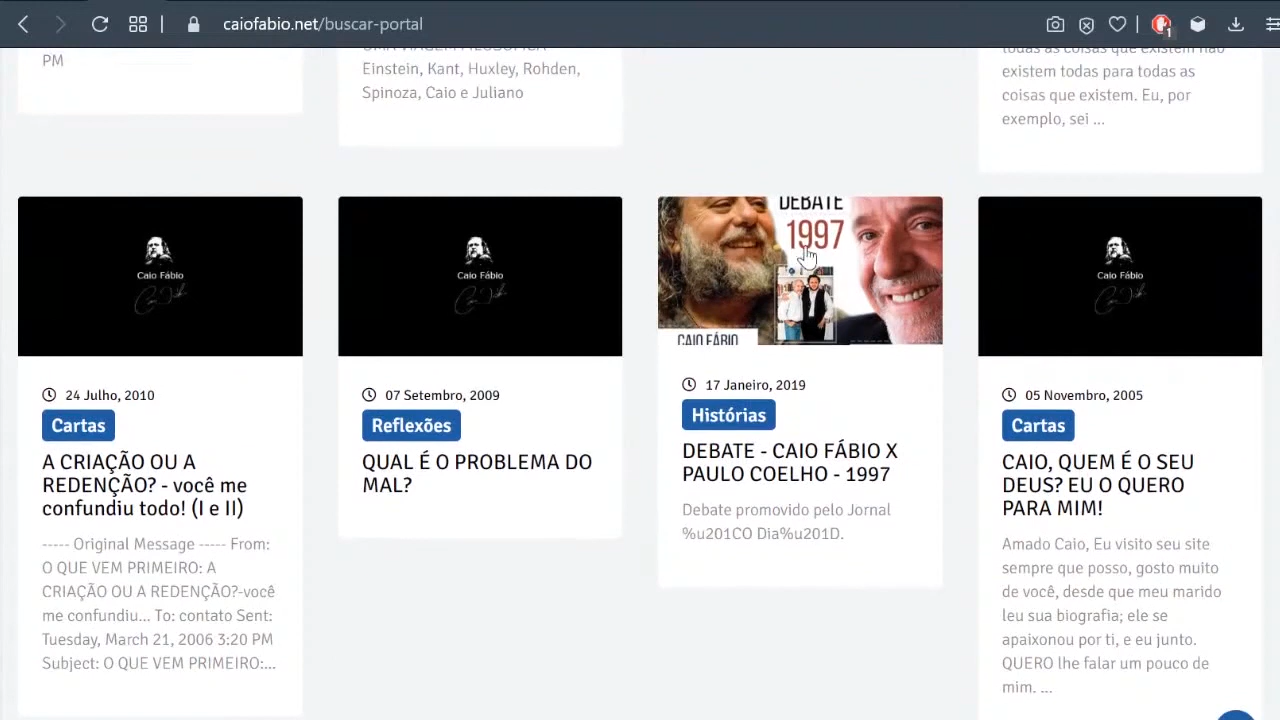 caiofabio.net/buscar-portal
1
PM
Einstein, Kant, Huxley, Rohden,
Spinoza, Caio e Juliano
todas as coisas que existem não
existem todas para todas as
coisas que existem. Eu, por
exemplo, sei ...
Caio Fábio
24 Julho, 2010
Cartas
A CRIAÇÃO OU A
REDENÇÃO? - você me
confundiu todo! (I e II)
----- Original Message ----- From:
O QUE VEM PRIMEIRO: A
CRIAÇÃO OU A REDENÇÃO?-você
me confundiu... To: contato Sent:
Tuesday, March 21, 2006 3:20 PM
Subject: O QUE VEM PRIMEIRO:...
Caio Fábio
07 Setembro, 2009
Reflexões
QUAL É O PROBLEMA DO
MAL?
DEBATE
1997
CAIO FÁBIO
17 Janeiro, 2019
Histórias
DEBATE - CAIO FÁBIO X
PAULO COELHO - 1997
Debate promovido pelo Jornal
%u201CO Dia%u201D.
Caio Fábio
05 Novembro, 2005
Cartas
CAIO, QUEM É O SEU
DEUS? EU O QUERO
PARA MIM!
Amado Caio, Eu visito seu site
sempre que posso, gosto muito
de você, desde que meu marido
leu sua biografia; ele se
apaixonou por ti, e eu junto.
QUERO lhe falar um pouco de
mim. ...